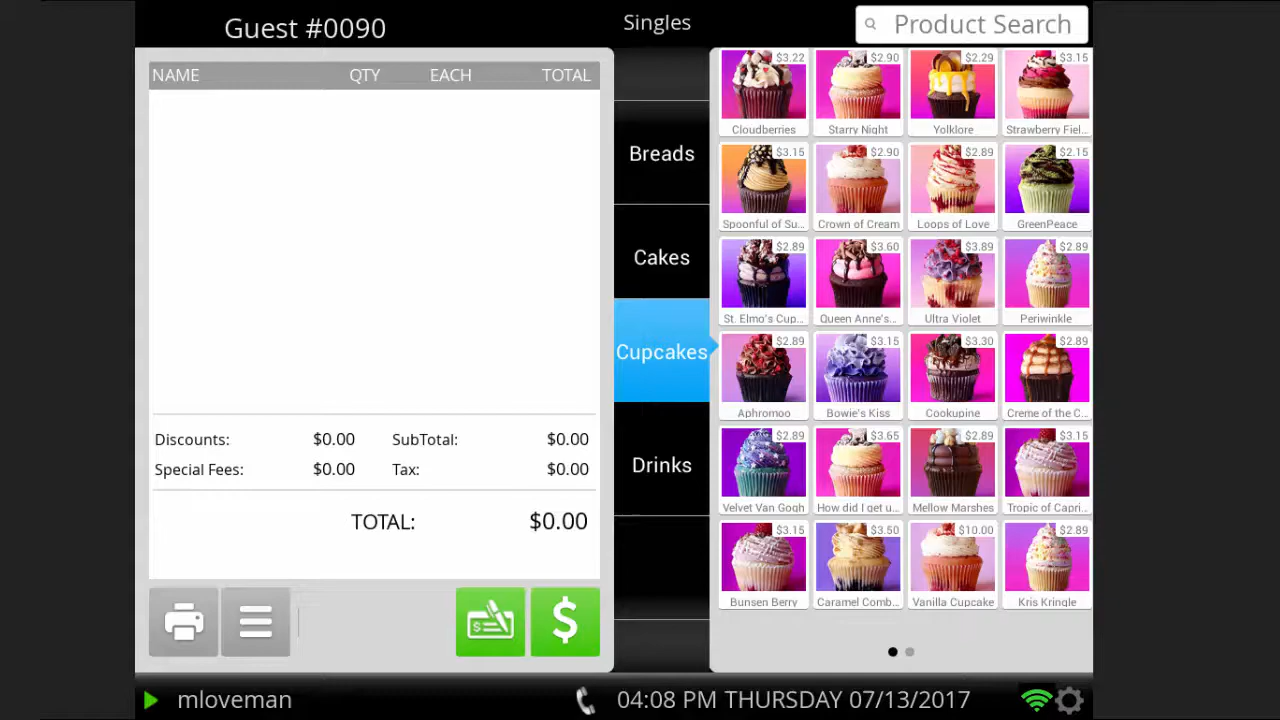 Guest #0090
Singles
Product Search
NAME QTY EACH TOTAL
Discounts: $0.00 SubTotal: $0.00
Special Fees: $0.00 Tax: $0.00
TOTAL: $0.00
Breads
Cakes
Cupcakes
Drinks
$3.22 $2.90 $2.29 $3.15
Cloudberries Starry Night Yolklore Strawberry Fiel...
$3.15 $2.90 $2.89 $2.15
Spoonful of Su... Crown of Cream Loops of Love GreenPeace
$2.89 $3.60 $3.89 $2.89
St. Elmo's Cup... Queen Anne's... Ultra Violet Periwinkle
$2.89 $3.15 $3.30 $2.89
Aphromoo Bowie's Kiss Cookupine Creme of the C...
$2.89 $3.65 $2.89 $3.15
Velvet Van Gogh How did I get u... Mellow Marshes Tropic of Capri...
$3.15 $3.50 $10.00 $2.89
Bunsen Berry Caramel Comb... Vanilla Cupcake Kris Kringle
$
$
mloveman
04:08 PM THURSDAY 07/13/2017